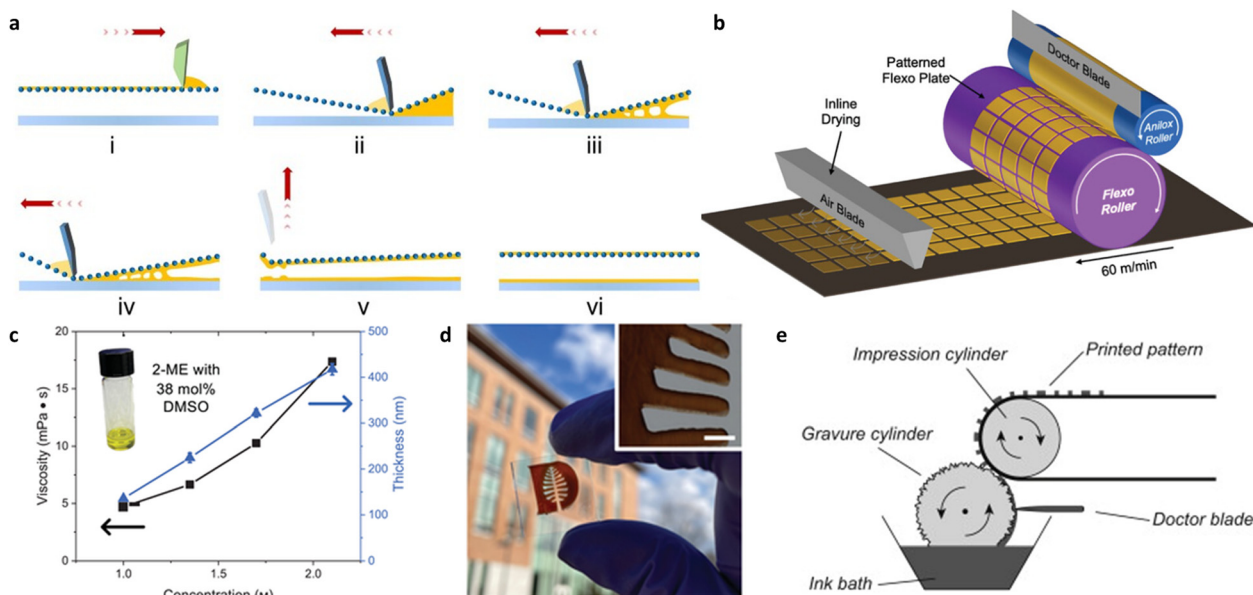 a
i
ii
iii
iv
v
vi
b
Doctor Blade
Patterned
Flexo Plate
Anilox
Roller
Inline
Drying
Air Blade
Flexo
Roller
60 m/min
c
Viscosity (mPa • s)
20
15
10
5
0
2-ME with
38 mol%
DMSO
500
400
300
200
100
0
Thickness (nm)
1.0
1.5
2.0
Concentration (M)
d
e
Impression cylinder
Printed pattern
Gravure cylinder
Doctor blade
Ink bath